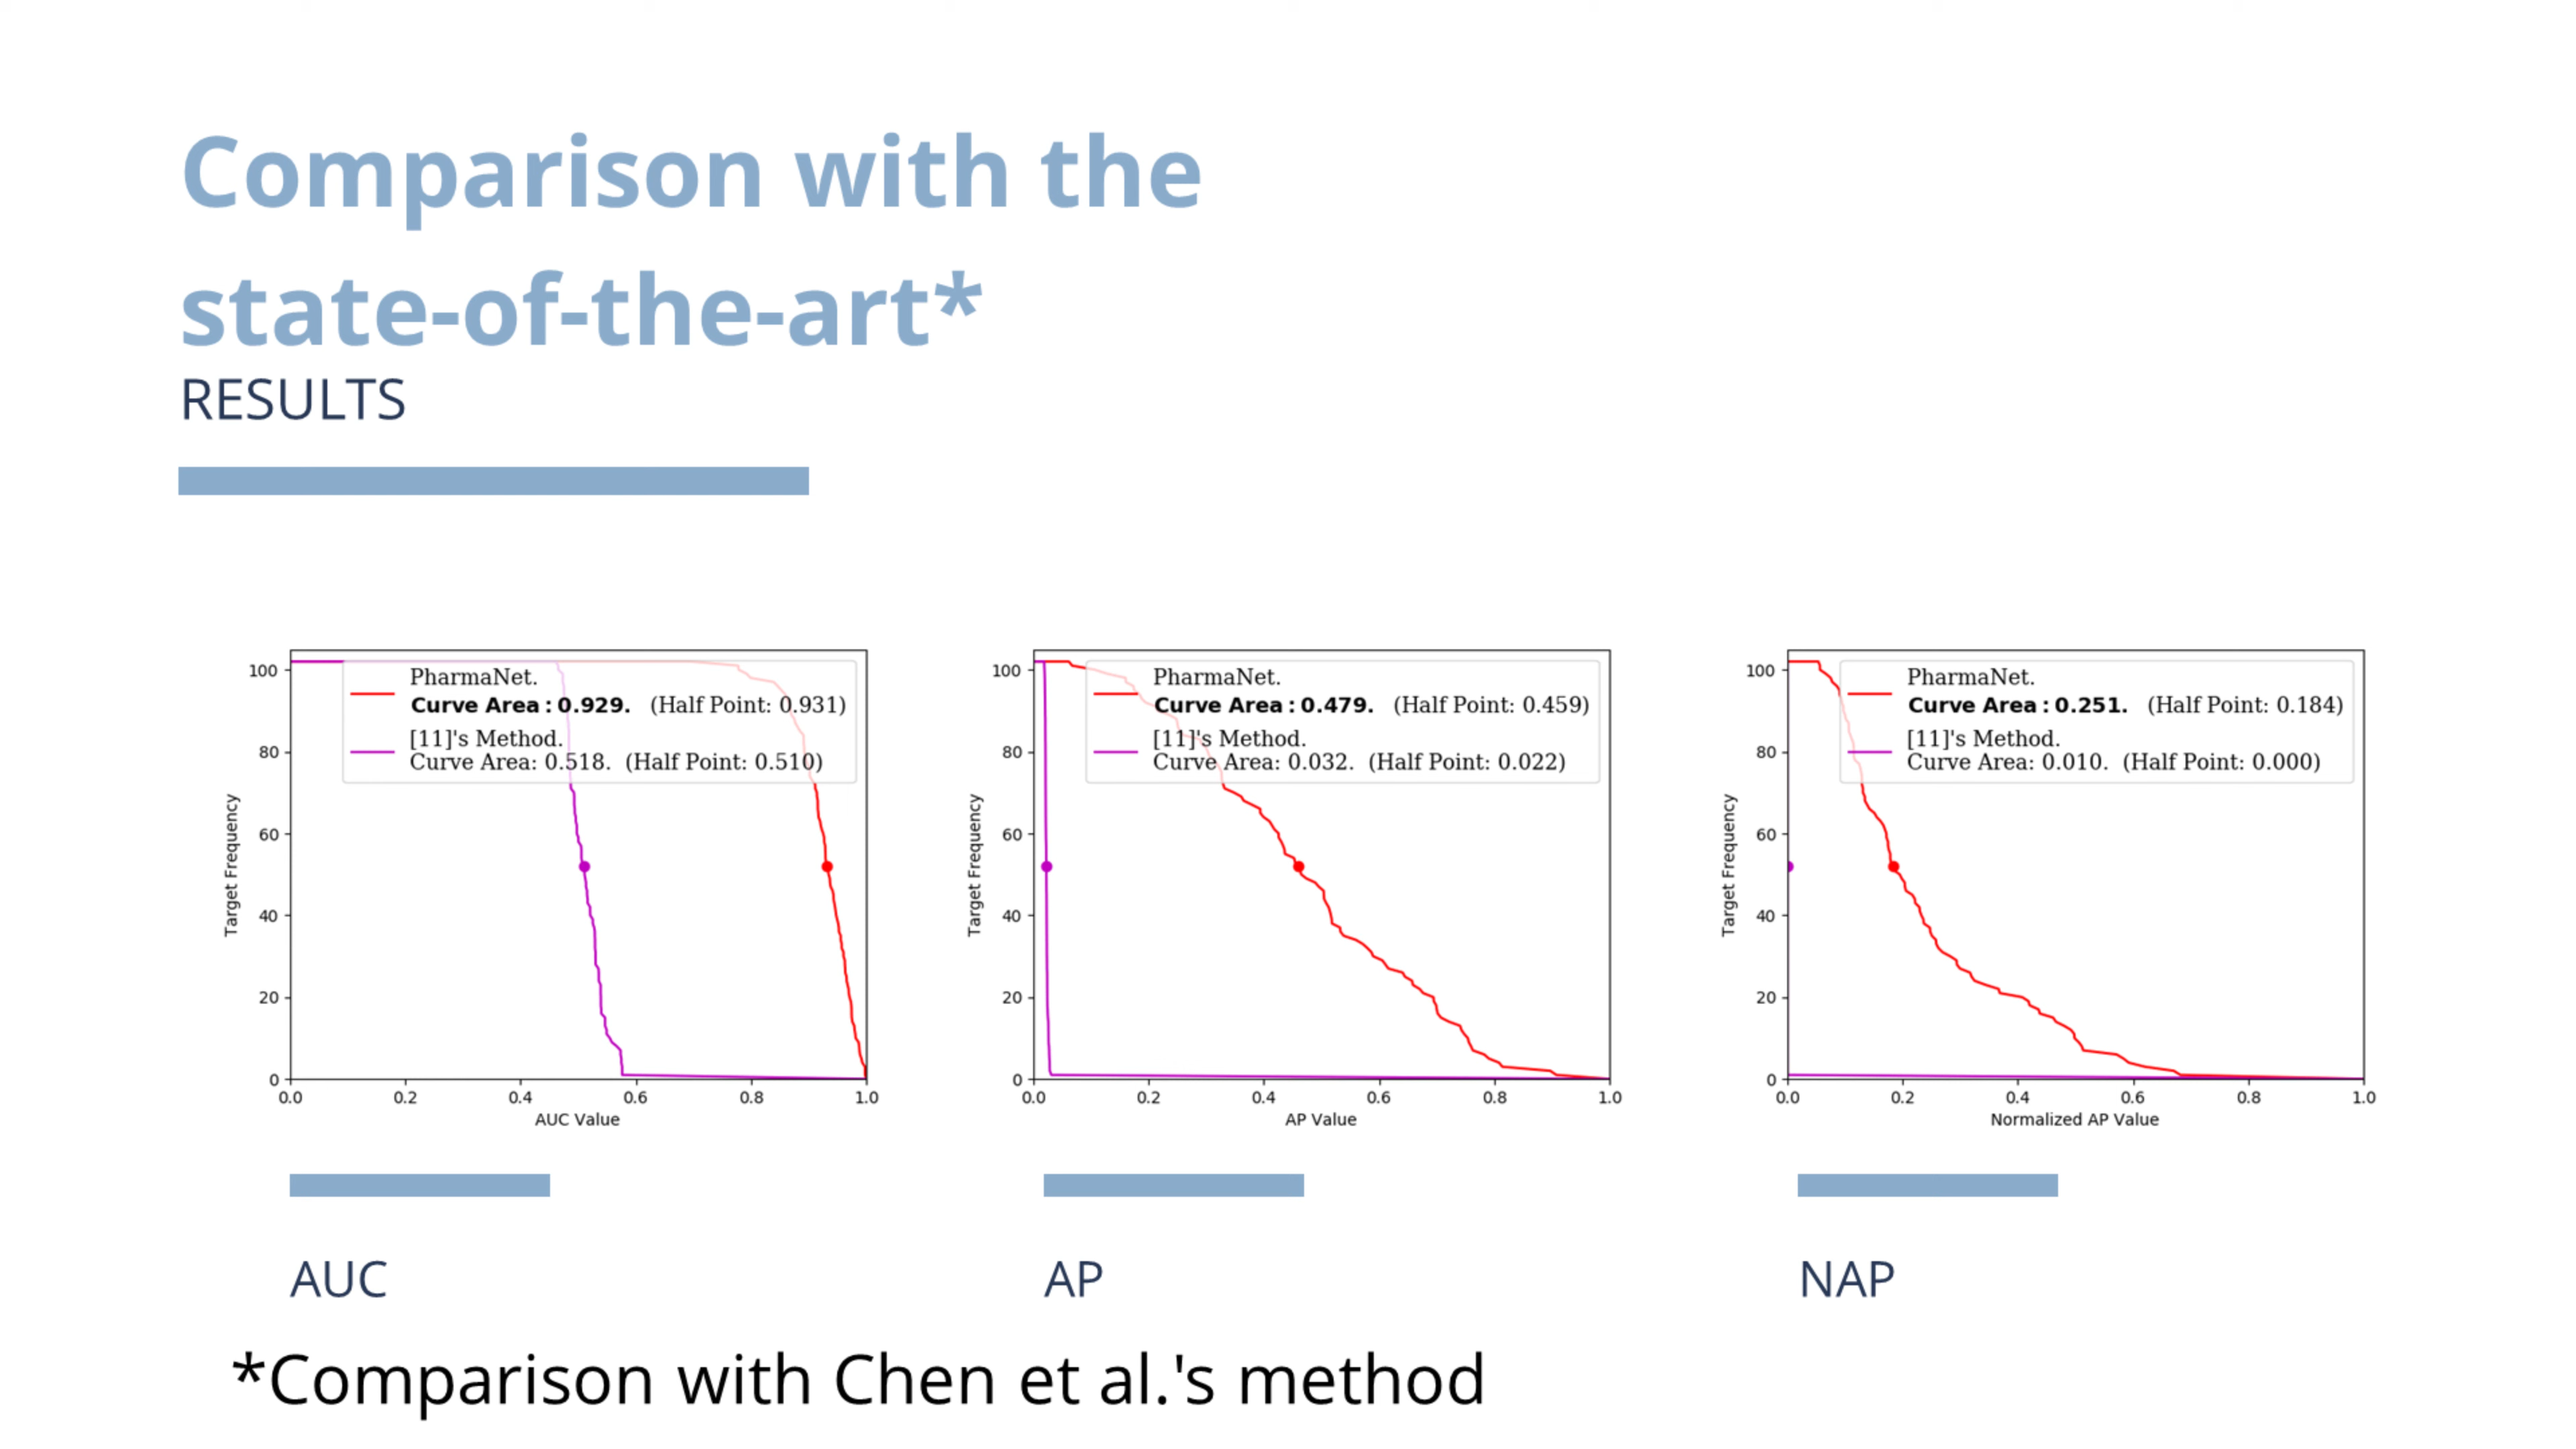 Comparison with the
state-of-the-art*
RESULTS
100
80
60
40
20
0
0.0 0.2 0.4 0.6 0.8 1.0
Target Frequency
AUC Value
PharmaNet.
Curve Area: 0.929. (Half Point: 0.931)
[11]'s Method.
Curve Area: 0.518. (Half Point: 0.510)
100
80
60
40
20
0
0.0 0.2 0.4 0.6 0.8 1.0
Target Frequency
AP Value
PharmaNet.
Curve Area: 0.479. (Half Point: 0.459)
[11]'s Method.
Curve Area: 0.032. (Half Point: 0.022)
100
80
60
40
20
0
0.0 0.2 0.4 0.6 0.8 1.0
Target Frequency
Normalized AP Value
PharmaNet.
Curve Area: 0.251. (Half Point: 0.184)
[11]'s Method.
Curve Area: 0.010. (Half Point: 0.000)
AUC
AP
NAP
*Comparison with Chen et al.'s method